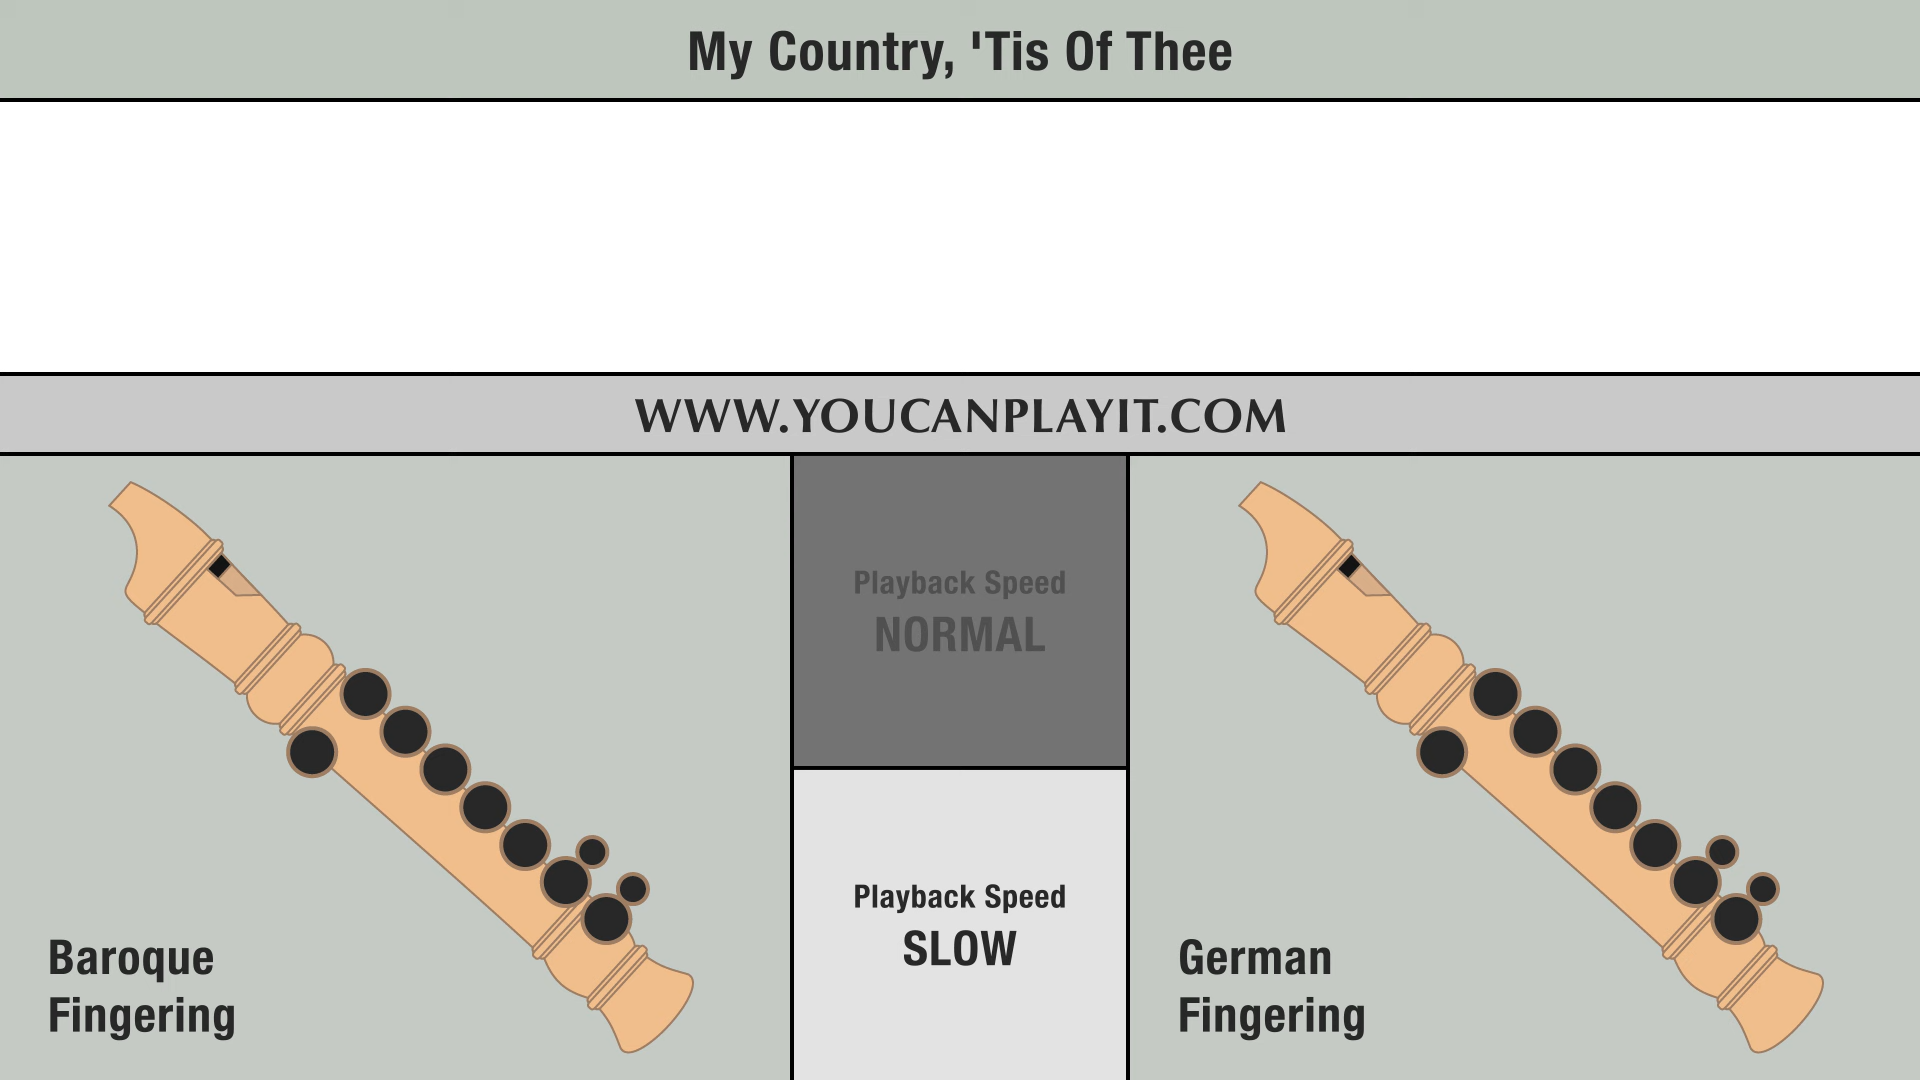 My Country, 'Tis Of Thee
WWW.YOUCANPLAYIT.COM
Playback Speed
NORMAL
Playback Speed
SLOW
Baroque
Fingering
German
Fingering